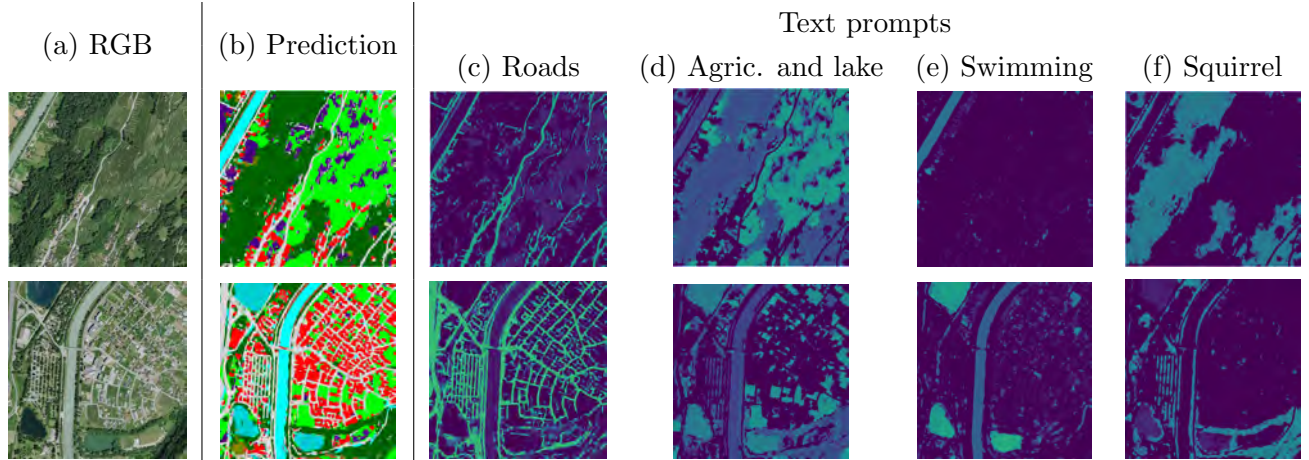 Text prompts
(a) RGB
(b) Prediction
(c) Roads
(d) Agric. and lake
(e) Swimming
(f) Squirrel